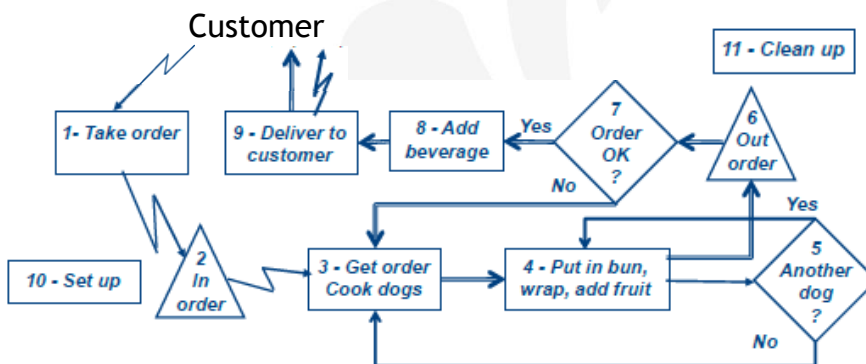 Customer
11 - Clean up
1- Take order
9 - Deliver to
customer
8 - Add
beverage
Yes
7
Order
OK
?
6
Out
order
No
Yes
10 - Set up
2
In
order
3 - Get order
Cook dogs
4 - Put in bun,
wrap, add fruit
5
Another
dog
?
No